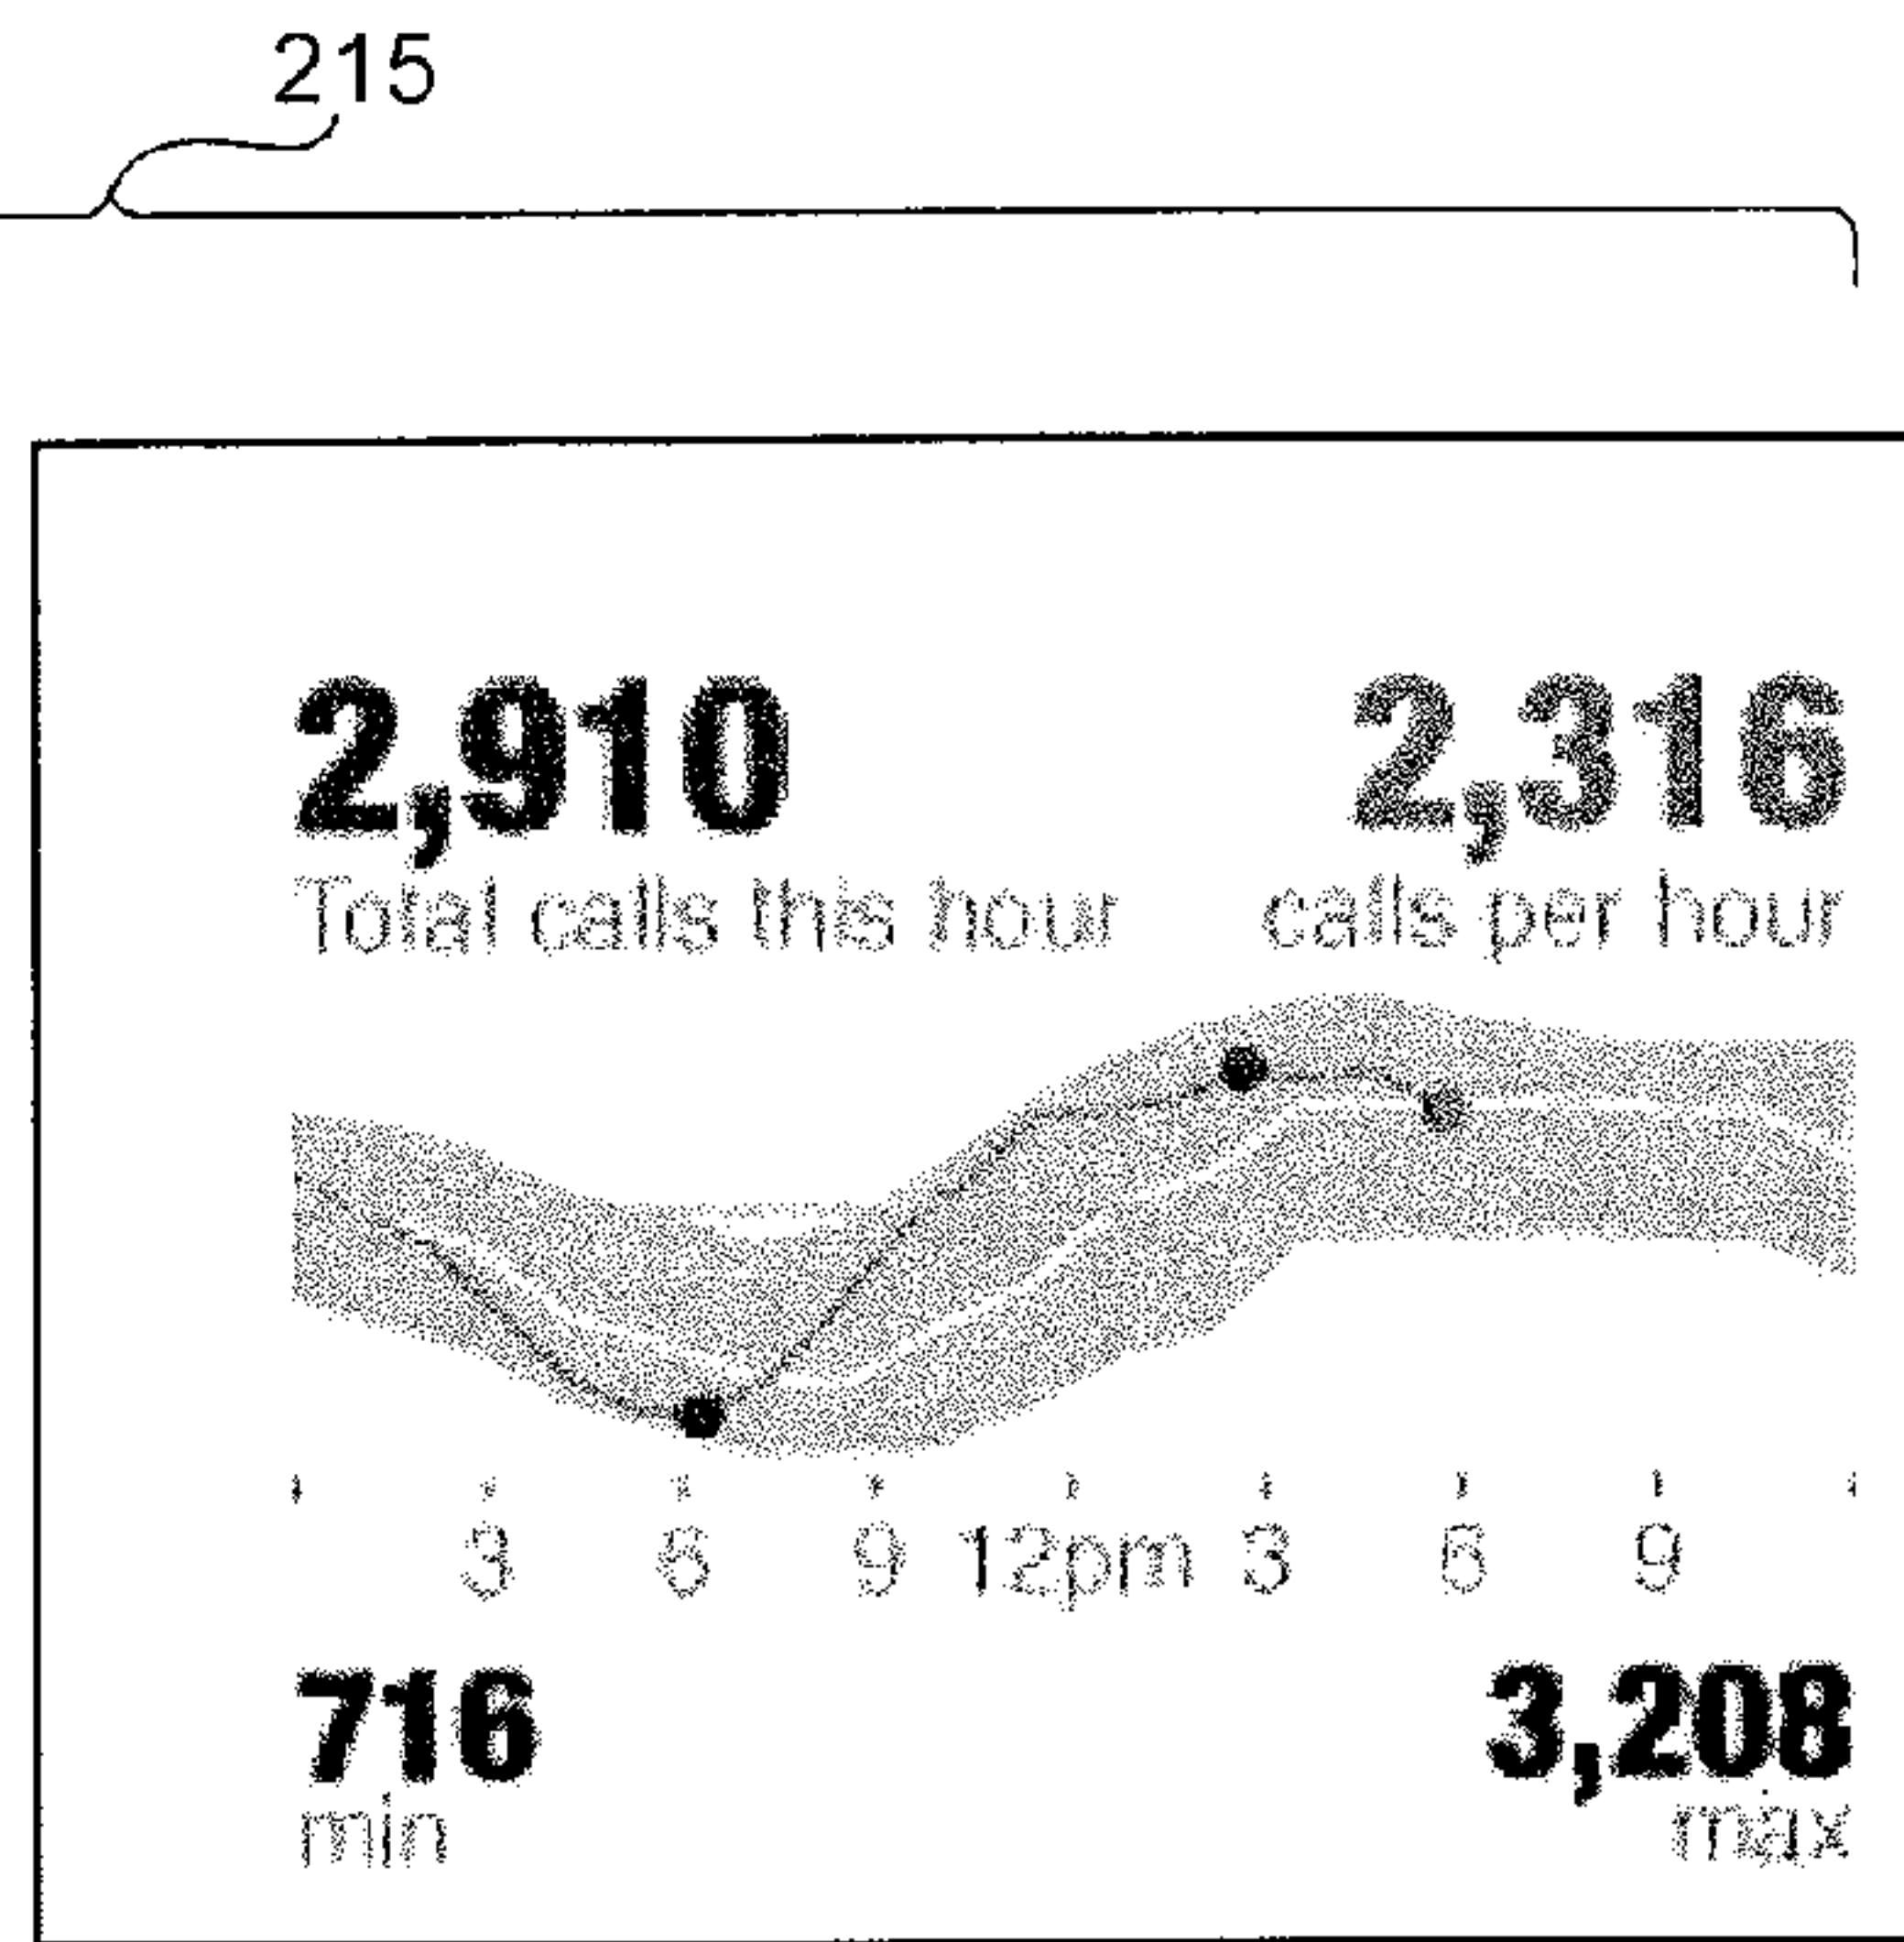 215
2,910 2,316
Total calls this hour calls per hour
3 6 9 12pm 3 6 9
716 3,208
min max